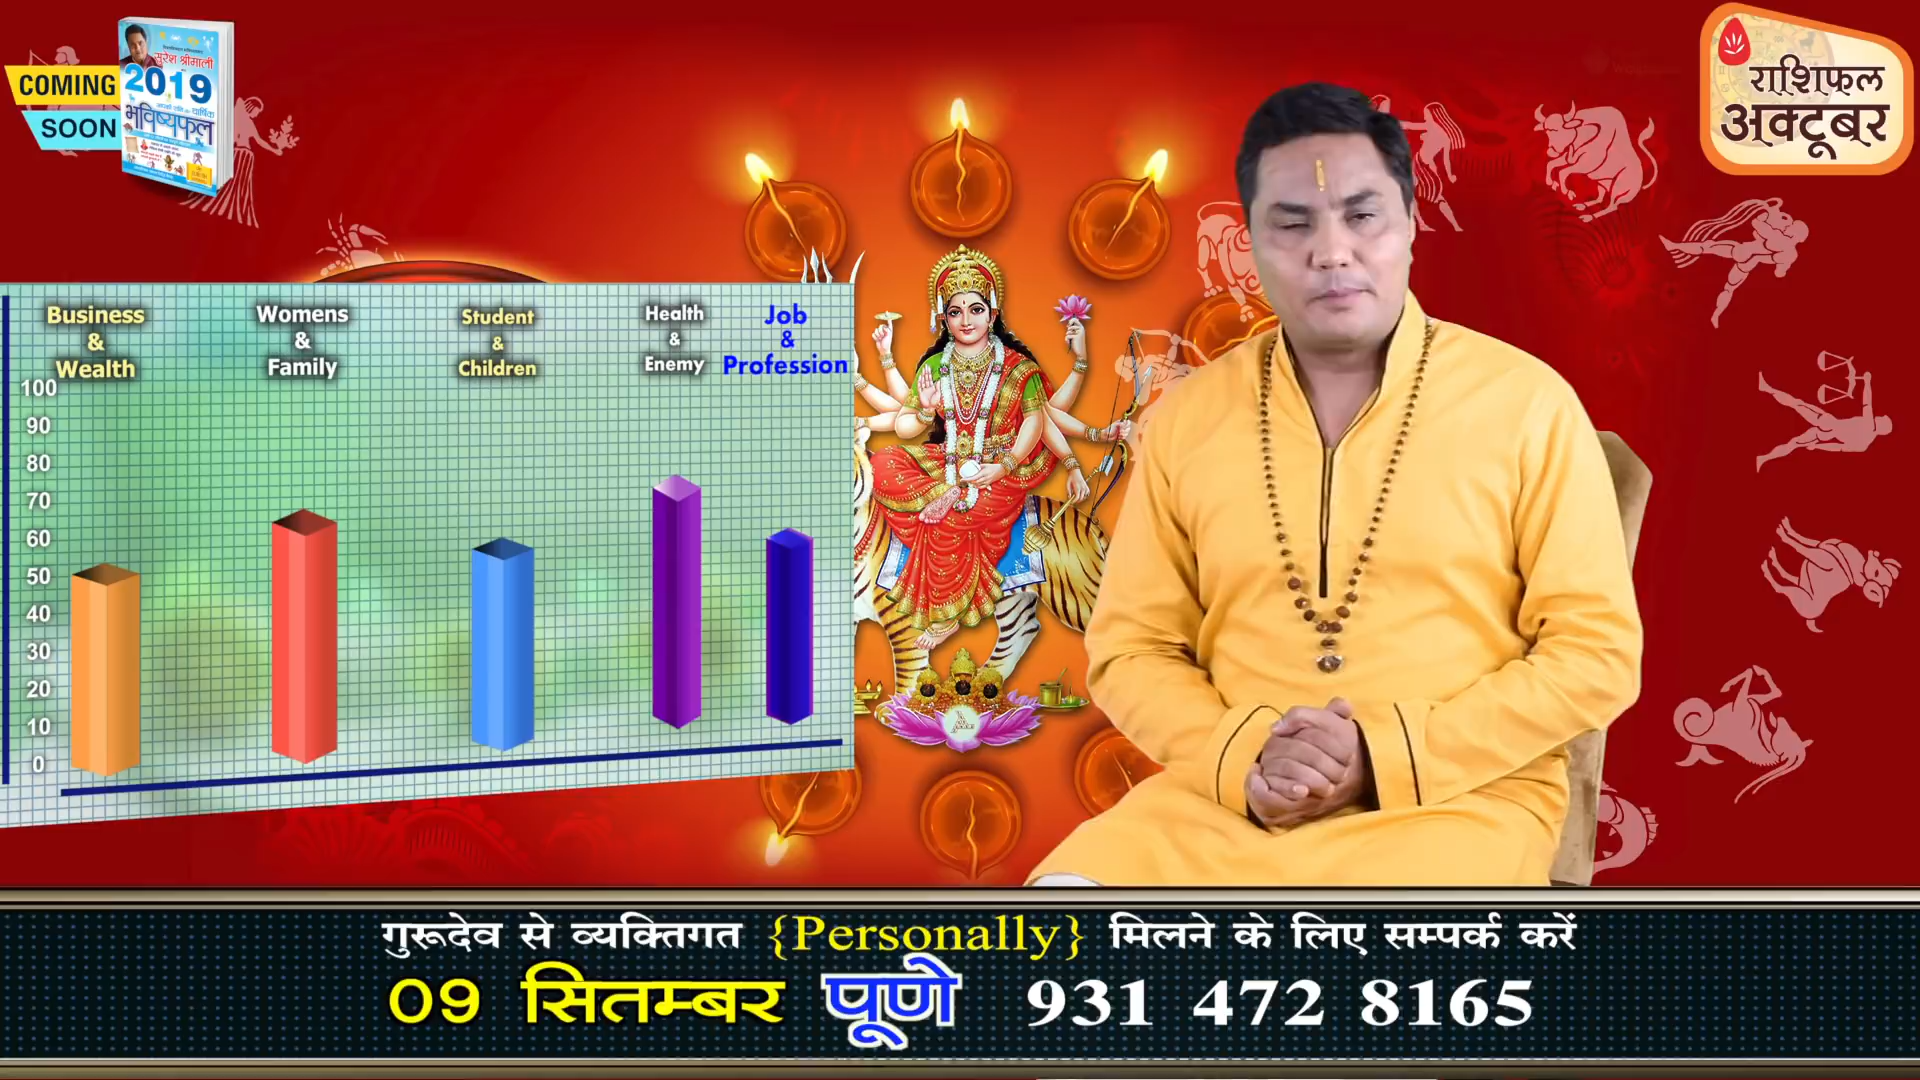 COMING
SOON
सुरेश श्रीमाली
2019
भविष्यफल
राशिफल
अक्टूबर
Business
&
Wealth
Womens
&
Family
Student
&
Children
Health
&
Enemy
Job
&
Profession
100
90
80
70
60
50
40
30
20
10
0
गुरूदेव से व्यक्तिगत {Personally} मिलने के लिए सम्पर्क करें
09 सितम्बर पूणे 931 472 8165